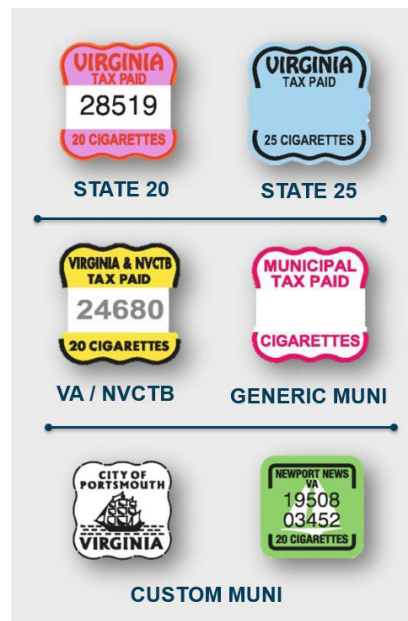 VIRGINIA
TAX PAID
28519
20 CIGARETTES
STATE 20
VIRGINIA
TAX PAID
25 CIGARETTES
STATE 25
VIRGINIA & NVCTB
TAX PAID
24680
20 CIGARETTES
VA / NVCTB
MUNICIPAL
TAX PAID
CIGARETTES
GENERIC MUNI
CITY OF
PORTSMOUTH
VIRGINIA
NEWPORT NEWS
VA
19508
03452
20 CIGARETTES
CUSTOM MUNI